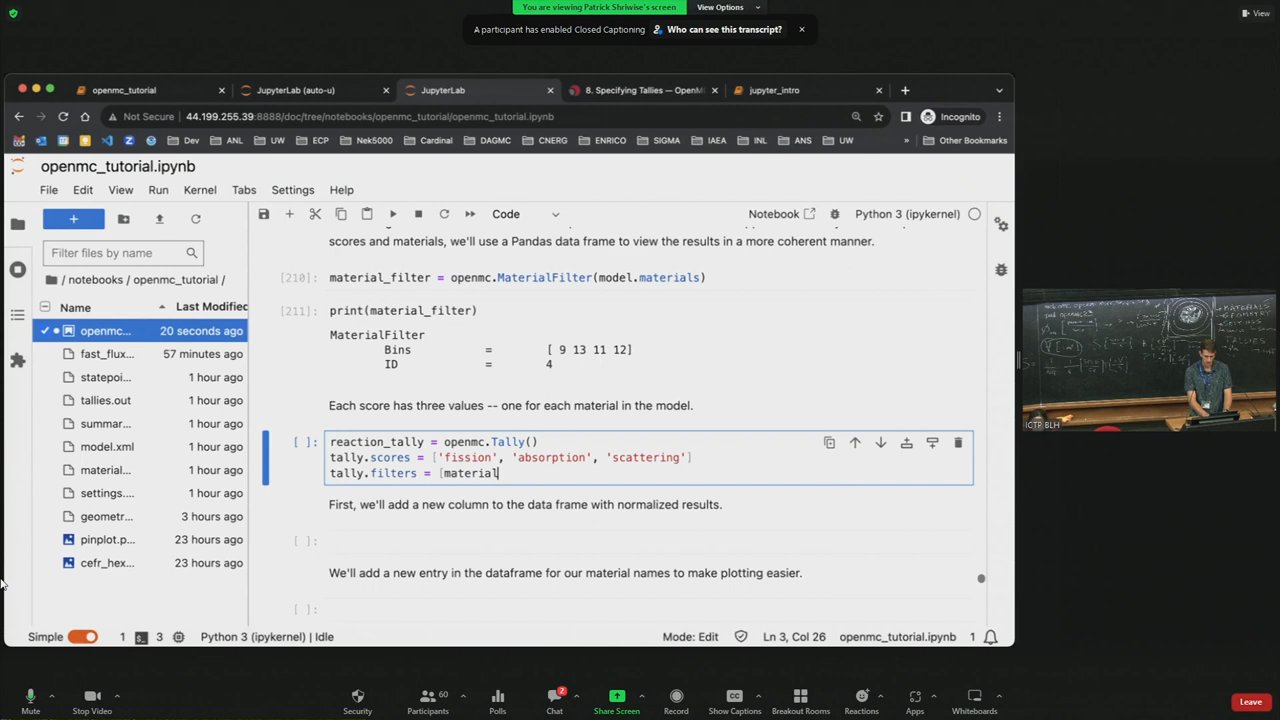 You are viewing Patrick Shriwise's screen
View Options
View
A participant has enabled Closed Captioning
Who can see this transcript?
openmc_tutorial
JupyterLab (auto-u)
JupyterLab
8. Specifying Tallies — OpenM
jupyter_intro
Not Secure
44.199.255.39:8888/doc/tree/notebooks/openmc_tutorial/openmc_tutorial.ipynb
Incognito
Dev
ANL
UW
ECP
Nek5000
Cardinal
DAGMC
CNERG
ENRICO
SIGMA
IAEA
INL
ANS
UW
»
Other Bookmarks
openmc_tutorial.ipynb
File Edit View Run Kernel Tabs Settings Help
Code
Notebook
Python 3 (ipykernel)
Filter files by name
/ notebooks / openmc_tutorial /
Name Last Modified
openmc... 20 seconds ago
fast_flux... 57 minutes ago
statepoi... 1 hour ago
tallies.out 1 hour ago
summar... 1 hour ago
model.xml 1 hour ago
material... 1 hour ago
settings.... 1 hour ago
geometr... 3 hours ago
pinplot.p... 23 hours ago
cefr_hex... 23 hours ago
scores and materials, we'll use a Pandas data frame to view the results in a more coherent manner.
[210]: material_filter = openmc.MaterialFilter(model.materials)
[211]: print(material_filter)
MaterialFilter
Bins = [ 9 13 11 12]
ID = 4
Each score has three values -- one for each material in the model.
[ ]: reaction_tally = openmc.Tally()
tally.scores = ['fission', 'absorption', 'scattering']
tally.filters = [material
First, we'll add a new column to the data frame with normalized results.
[ ]:
We'll add a new entry in the dataframe for our material names to make plotting easier.
[ ]:
Simple
1
3
Python 3 (ipykernel) | Idle
Mode: Edit
Ln 3, Col 26
openmc_tutorial.ipynb
1
MATERIALS
GEOMETRY
ICTP BLH
Mute
Stop Video
Security
60
Participants
Polls
2
Chat
Share Screen
Record
Show Captions
Breakout Rooms
Reactions
Apps
Whiteboards
Leave